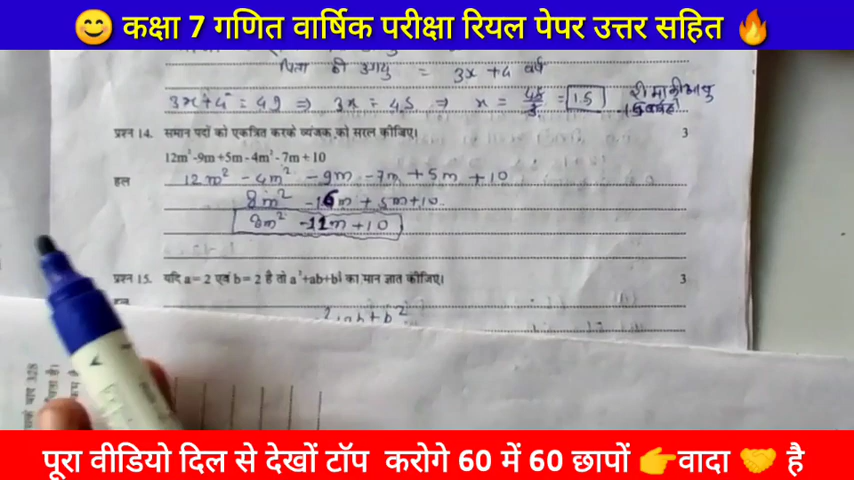 😊 कक्षा 7 गणित वार्षिक परीक्षा रियल पेपर उत्तर सहित 🔥
पिता की आयु = 3x + 4 वर्ष
3x + 4 = 49 ⇒ 3x = 45 ⇒ x = 45/3 = 15
प्रश्न 14. समान पदों को एकत्रित करके व्यंजक को सरल कीजिए। 3
12m²-9m+5m-4m²-7m+10
हल 12m² - 4m² - 9m - 7m + 5m + 10
8m² - 16m + 5m + 10
8m² - 11m + 10
प्रश्न 15. यदि a = 2 एवं b = 2 है तो a²+ab+b² का मान ज्ञात कीजिए। 3
पूरा वीडियो दिल से देखों टॉप करोगे 60 में 60 छापों 👉वादा 🤝 है